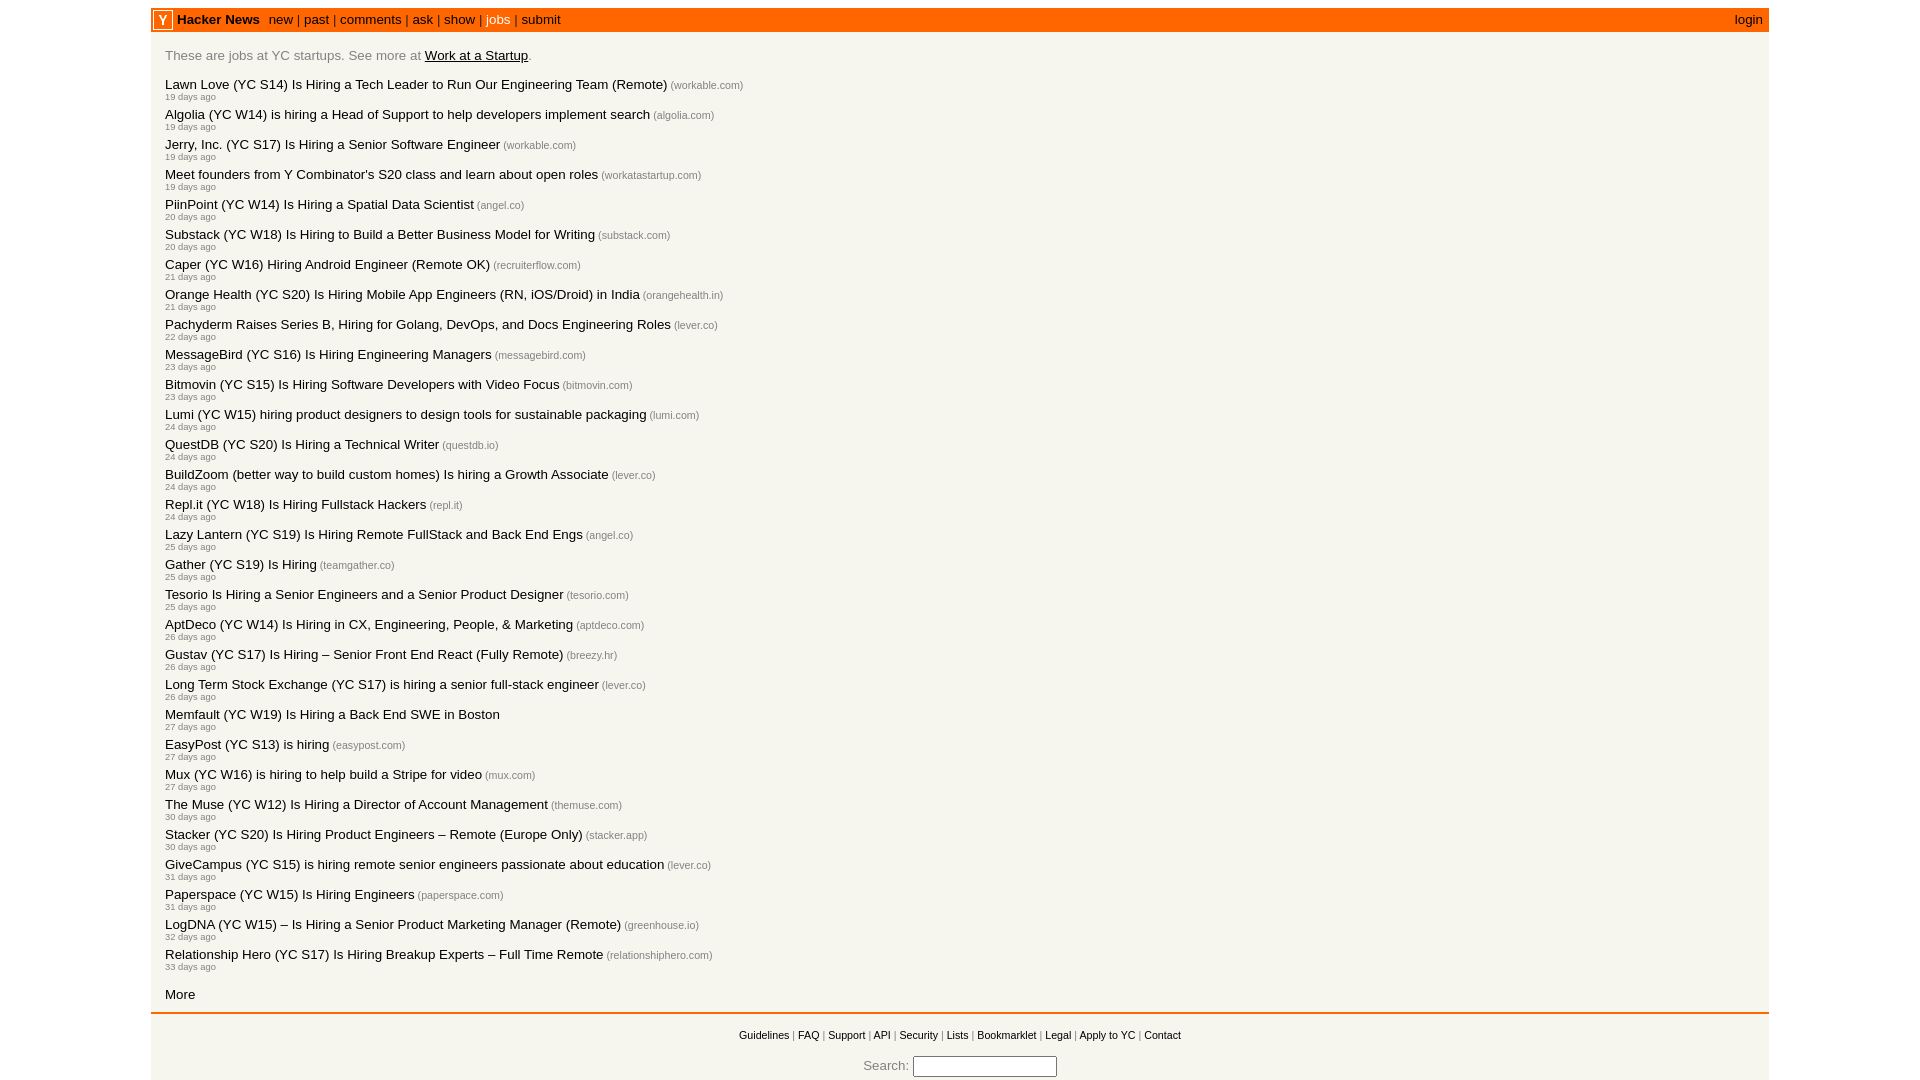 Y Hacker News new | past | comments | ask | show | jobs | submit login
These are jobs at YC startups. See more at Work at a Startup.
Lawn Love (YC S14) Is Hiring a Tech Leader to Run Our Engineering Team (Remote) (workable.com)
19 days ago
Algolia (YC W14) is hiring a Head of Support to help developers implement search (algolia.com)
19 days ago
Jerry, Inc. (YC S17) Is Hiring a Senior Software Engineer (workable.com)
19 days ago
Meet founders from Y Combinator's S20 class and learn about open roles (workatastartup.com)
19 days ago
PiinPoint (YC W14) Is Hiring a Spatial Data Scientist (angel.co)
20 days ago
Substack (YC W18) Is Hiring to Build a Better Business Model for Writing (substack.com)
20 days ago
Caper (YC W16) Hiring Android Engineer (Remote OK) (recruiterflow.com)
21 days ago
Orange Health (YC S20) Is Hiring Mobile App Engineers (RN, iOS/Droid) in India (orangehealth.in)
21 days ago
Pachyderm Raises Series B, Hiring for Golang, DevOps, and Docs Engineering Roles (lever.co)
22 days ago
MessageBird (YC S16) Is Hiring Engineering Managers (messagebird.com)
23 days ago
Bitmovin (YC S15) Is Hiring Software Developers with Video Focus (bitmovin.com)
23 days ago
Lumi (YC W15) hiring product designers to design tools for sustainable packaging (lumi.com)
24 days ago
QuestDB (YC S20) Is Hiring a Technical Writer (questdb.io)
24 days ago
BuildZoom (better way to build custom homes) Is hiring a Growth Associate (lever.co)
24 days ago
Repl.it (YC W18) Is Hiring Fullstack Hackers (repl.it)
24 days ago
Lazy Lantern (YC S19) Is Hiring Remote FullStack and Back End Engs (angel.co)
25 days ago
Gather (YC S19) Is Hiring (teamgather.co)
25 days ago
Tesorio Is Hiring a Senior Engineers and a Senior Product Designer (tesorio.com)
25 days ago
AptDeco (YC W14) Is Hiring in CX, Engineering, People, & Marketing (aptdeco.com)
26 days ago
Gustav (YC S17) Is Hiring – Senior Front End React (Fully Remote) (breezy.hr)
26 days ago
Long Term Stock Exchange (YC S17) is hiring a senior full-stack engineer (lever.co)
26 days ago
Memfault (YC W19) Is Hiring a Back End SWE in Boston
27 days ago
EasyPost (YC S13) is hiring (easypost.com)
27 days ago
Mux (YC W16) is hiring to help build a Stripe for video (mux.com)
27 days ago
The Muse (YC W12) Is Hiring a Director of Account Management (themuse.com)
30 days ago
Stacker (YC S20) Is Hiring Product Engineers – Remote (Europe Only) (stacker.app)
30 days ago
GiveCampus (YC S15) is hiring remote senior engineers passionate about education (lever.co)
31 days ago
Paperspace (YC W15) Is Hiring Engineers (paperspace.com)
31 days ago
LogDNA (YC W15) – Is Hiring a Senior Product Marketing Manager (Remote) (greenhouse.io)
32 days ago
Relationship Hero (YC S17) Is Hiring Breakup Experts – Full Time Remote (relationshiphero.com)
33 days ago
More
Guidelines | FAQ | Support | API | Security | Lists | Bookmarklet | Legal | Apply to YC | Contact
Search: